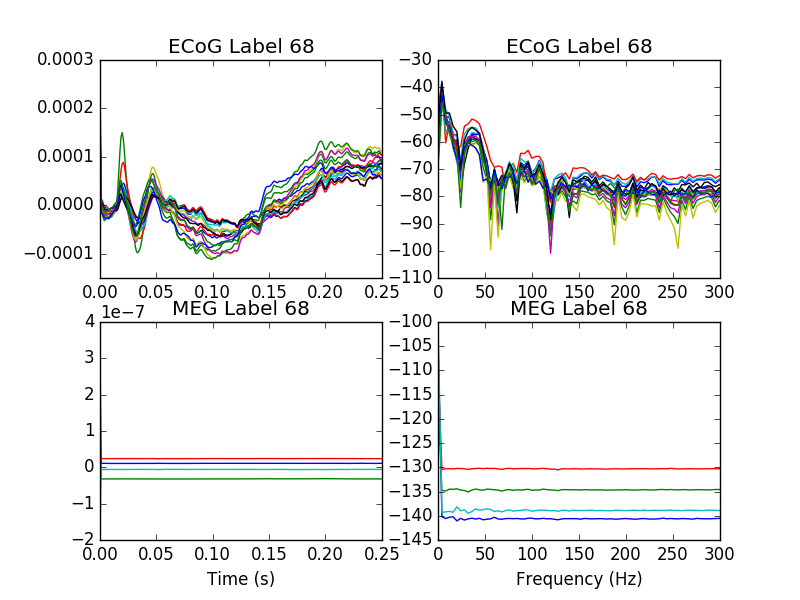 ECoG Label 68
0.0003
0.0002
0.0001
0.0000
−0.0001
0.00 0.05 0.10 0.15 0.20 0.25
ECoG Label 68
−30
−40
−50
−60
−70
−80
−90
−100
−110
0 50 100 150 200 250 300
1e−7
MEG Label 68
4
3
2
1
0
−1
−2
0.00 0.05 0.10 0.15 0.20 0.25
Time (s)
MEG Label 68
−100
−105
−110
−115
−120
−125
−130
−135
−140
−145
0 50 100 150 200 250 300
Frequency (Hz)